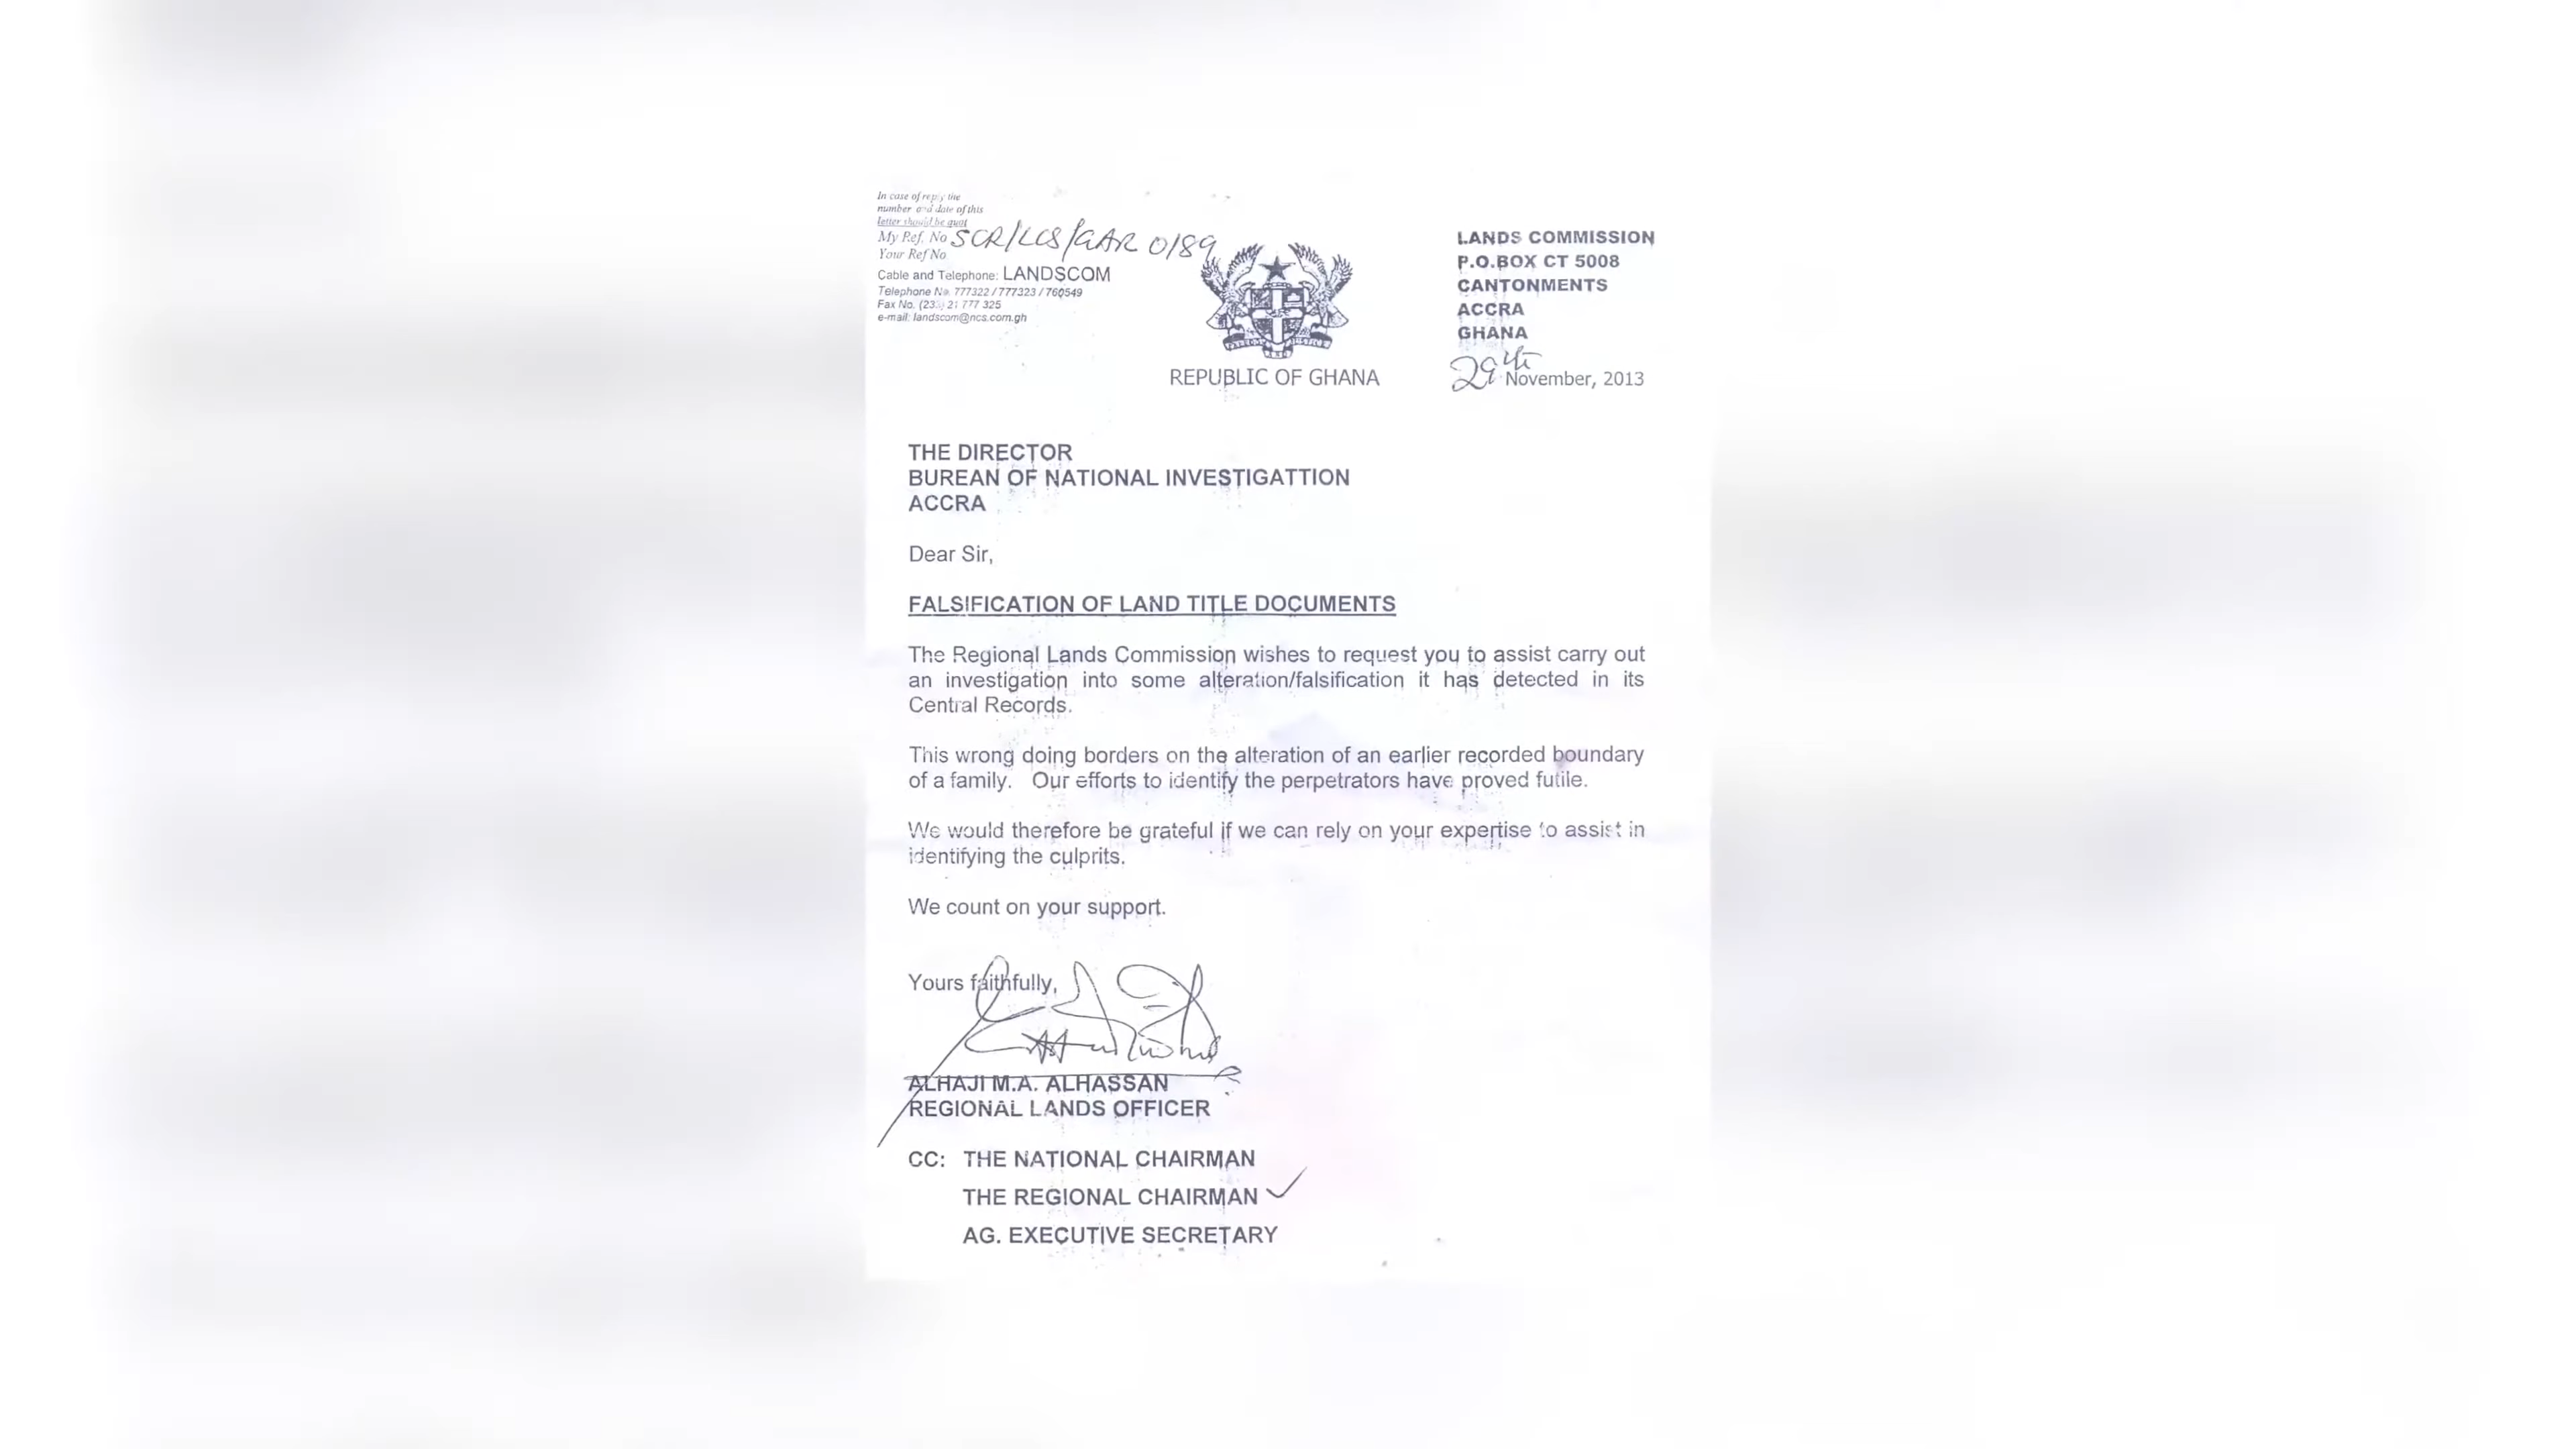 In case of reply the
number and date of this
letter should be quot
My Ref. No SCR/LCS/GAR 0/89
Your Ref No
Cable and Telephone: LANDSCOM
Telephone No. 777322 / 777323 / 760549
Fax No. (233) 21 777 325
e-mail: landscom@ncs.com.gh
REPUBLIC OF GHANA
LANDS COMMISSION
P.O.BOX CT 5008
CANTONMENTS
ACCRA
GHANA
29th November, 2013
THE DIRECTOR
BUREAN OF NATIONAL INVESTIGATTION
ACCRA
Dear Sir,
FALSIFICATION OF LAND TITLE DOCUMENTS
The Regional Lands Commission wishes to request you to assist carry out
an investigation into some alteration/falsification it has detected in its
Central Records.
This wrong doing borders on the alteration of an earlier recorded boundary
of a family. Our efforts to identify the perpetrators have proved futile.
We would therefore be grateful if we can rely on your expertise to assist in
identifying the culprits.
We count on your support.
Yours faithfully,
ALHAJI M.A. ALHASSAN
REGIONAL LANDS OFFICER
CC: THE NATIONAL CHAIRMAN
THE REGIONAL CHAIRMAN
AG. EXECUTIVE SECRETARY